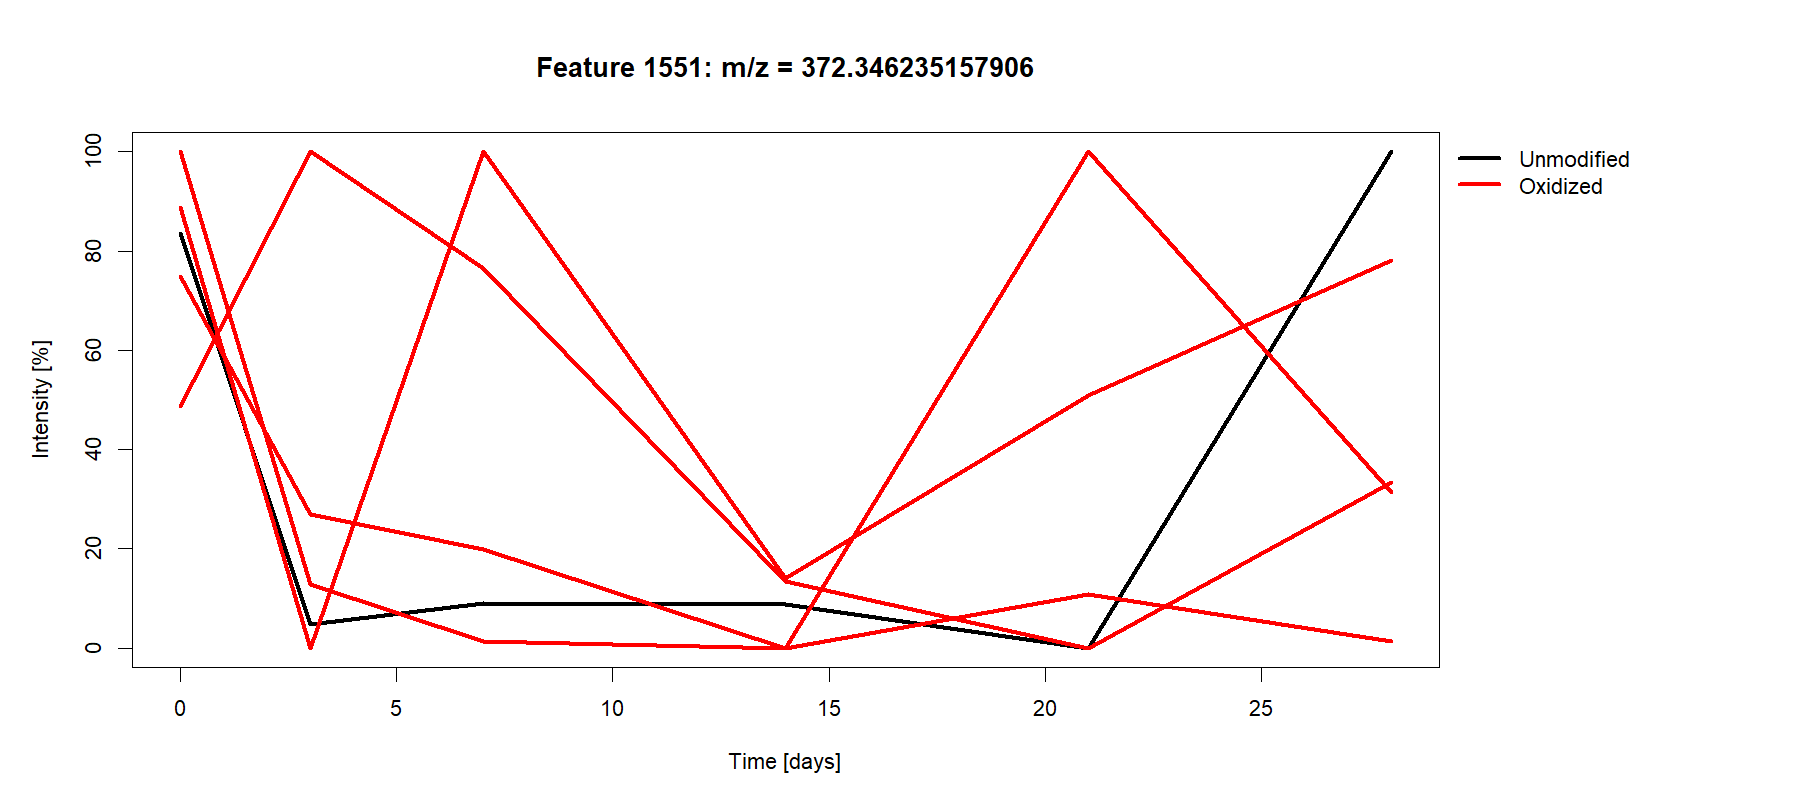 Feature 1551: m/z = 372.346235157906
Unmodified
Oxidized
Intensity [%]
100
80
60
40
20
0
0 5 10 15 20 25
Time [days]